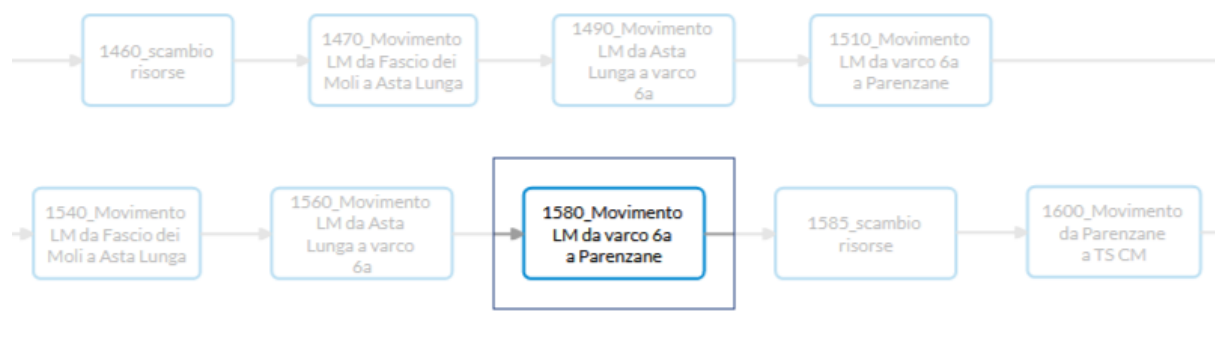 1460_scambio
risorse
1470_Movimento
LM da Fascio dei
Moli a Asta Lunga
1490_Movimento
LM da Asta
Lunga a varco
6a
1510_Movimento
LM da varco 6a
a Parenzane
1540_Movimento
LM da Fascio dei
Moli a Asta Lunga
1560_Movimento
LM da Asta
Lunga a varco
6a
1580_Movimento
LM da varco 6a
a Parenzane
1585_scambio
risorse
1600_Movimento
da Parenzane
a TS CM